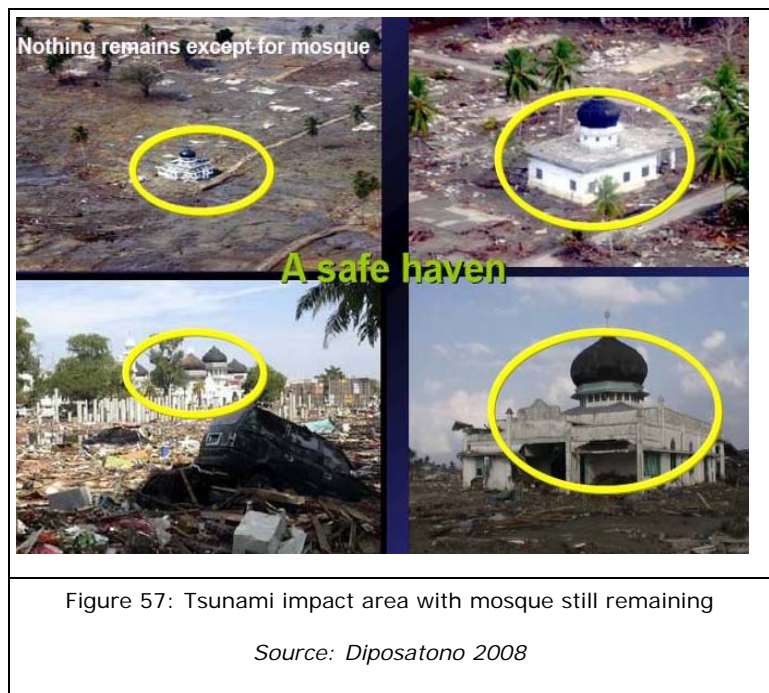 Nothing remains except for mosque
A safe haven
Figure 57: Tsunami impact area with mosque still remaining
Source: Diposatono 2008